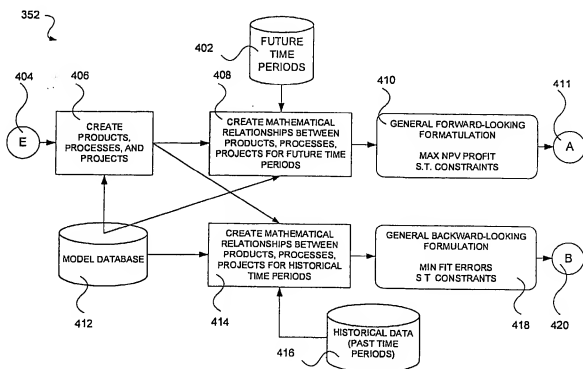 352
404
E
406
CREATE
PRODUCTS,
PROCESSES, AND
PROJECTS
402
FUTURE
TIME
PERIODS
408
CREATE MATHEMATICAL
RELATIONSHIPS BETWEEN
PRODUCTS, PROCESSES,
PROJECTS FOR FUTURE TIME
PERIODS
410
GENERAL FORWARD-LOOKING
FORMATULATION
MAX NPV PROFIT
S.T. CONSTRAINTS
411
A
MODEL DATABASE
412
CREATE MATHEMATICAL
RELATIONSHIPS BETWEEN
PRODUCTS, PROCESSES,
PROJECTS FOR HISTORICAL
TIME PERIODS
414
GENERAL BACKWARD-LOOKING
FORMULATION
MIN FIT ERRORS
S T CONSTRAINTS
418
B
420
HISTORICAL DATA
(PAST TIME
PERIODS)
416